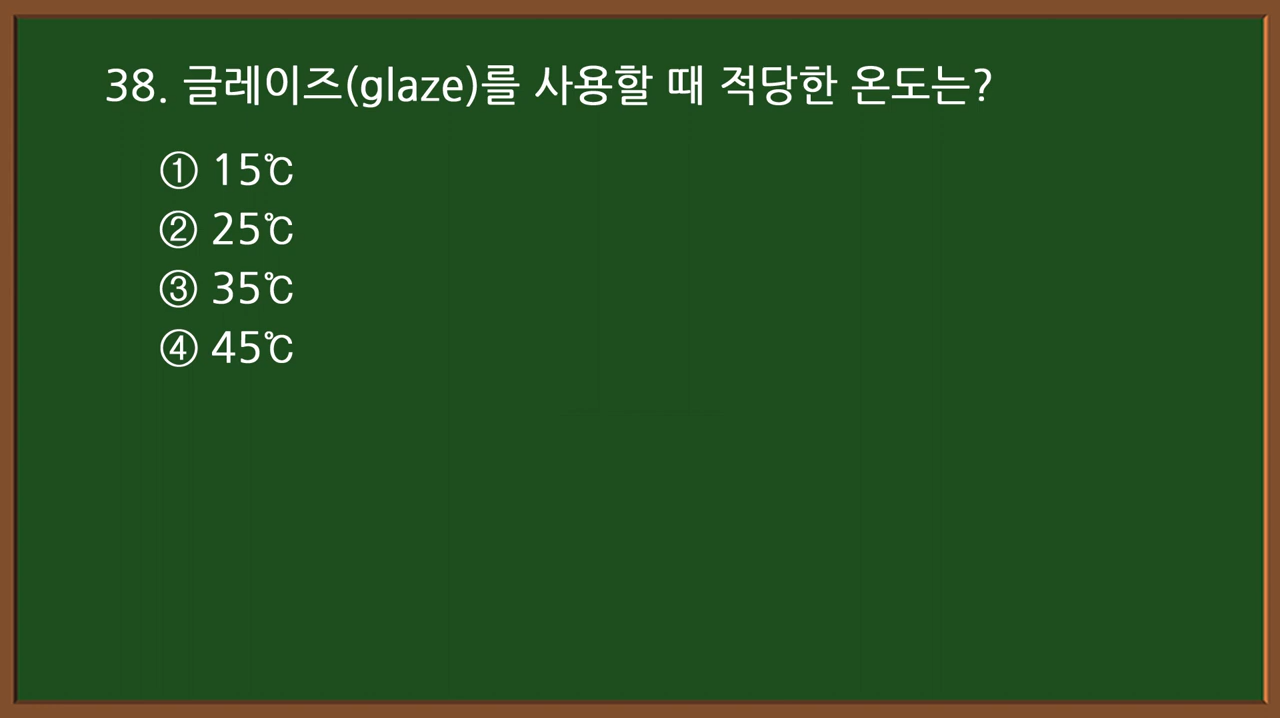 38. 글레이즈(glaze)를 사용할 때 적당한 온도는?
① 15℃
② 25℃
③ 35℃
④ 45℃